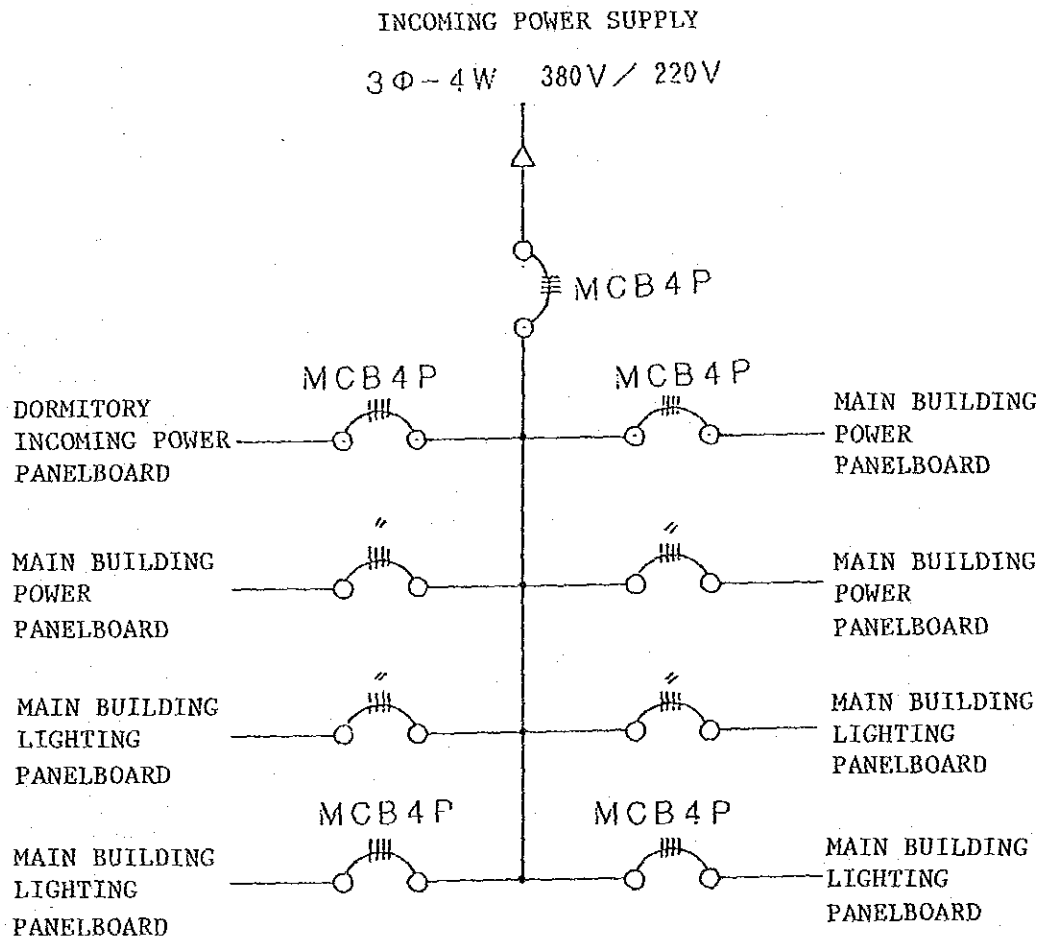 INCOMING POWER SUPPLY
3Φ-4W 380V/220V
MCB4P
MCB4P
MCB4P
DORMITORY
INCOMING POWER
PANELBOARD
MAIN BUILDING
POWER
PANELBOARD
〃
〃
MAIN BUILDING
POWER
PANELBOARD
MAIN BUILDING
POWER
PANELBOARD
〃
〃
MAIN BUILDING
LIGHTING
PANELBOARD
MAIN BUILDING
LIGHTING
PANELBOARD
MCB4P
MCB4P
MAIN BUILDING
LIGHTING
PANELBOARD
MAIN BUILDING
LIGHTING
PANELBOARD